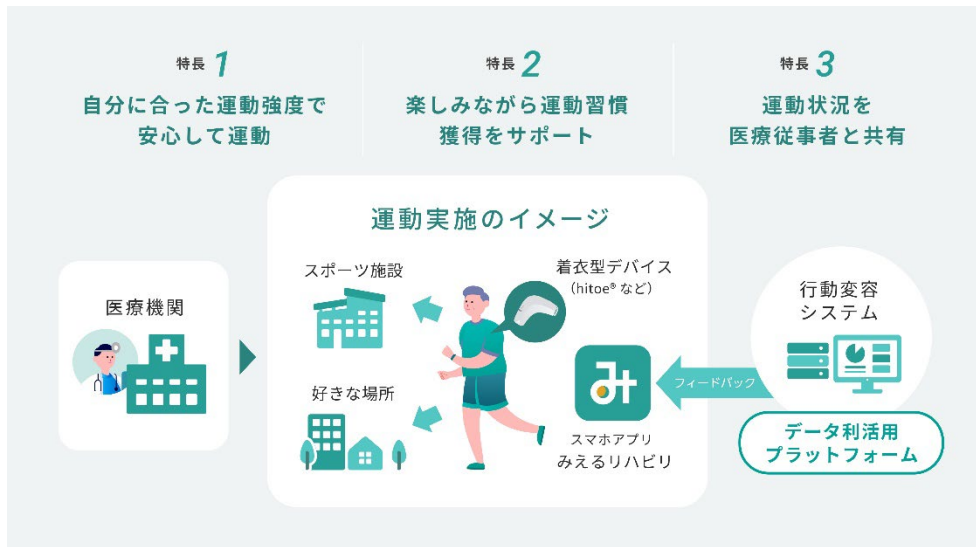 特長 1
自分に合った運動強度で
安心して運動
特長 2
楽しみながら運動習慣
獲得をサポート
特長 3
運動状況を
医療従事者と共有
運動実施のイメージ
医療機関
スポーツ施設
好きな場所
着衣型デバイス
（hitoe® など）
み
スマホアプリ
みえるリハビリ
フィードバック
行動変容
システム
データ利活用
プラットフォーム